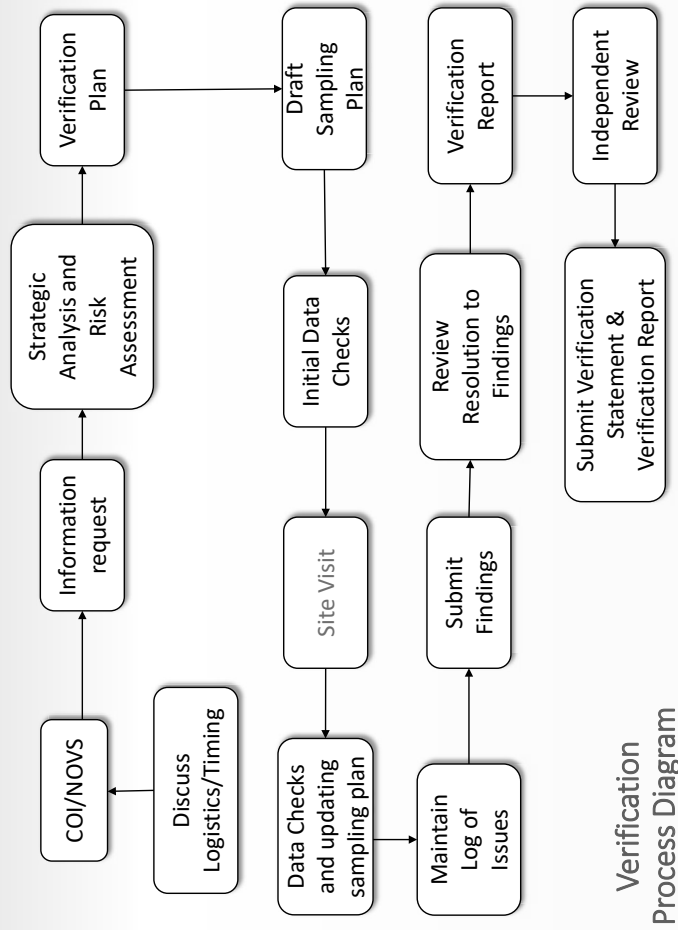 Discuss
Logistics/Timing
COI/NOVS
Information
request
Strategic
Analysis and
Risk
Assessment
Verification
Plan
Draft
Sampling
Plan
Initial Data
Checks
Site Visit
Data Checks
and updating
sampling plan
Maintain
Log of
Issues
Submit
Findings
Review
Resolution to
Findings
Verification
Report
Independent
Review
Submit Verification
Statement &
Verification Report
Verification
Process Diagram